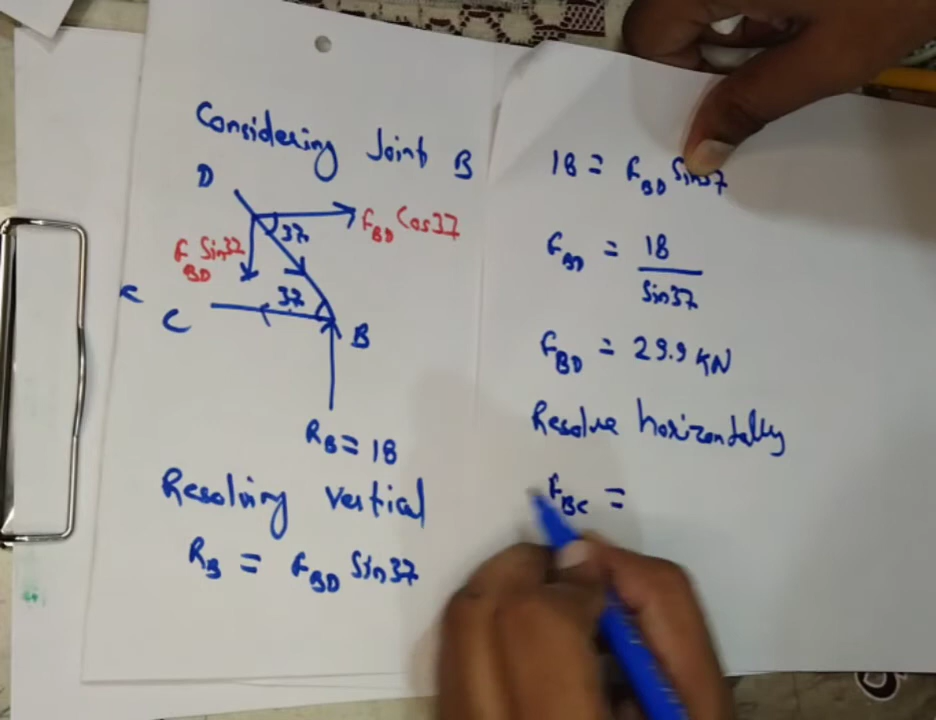 Considering Joint B
D
F_BD Cos37
37
F_BD Sin37
37
C
B
R_B = 18
Resolving vertical
R_B = F_BD Sin37
18 = F_BD Sin37
F_BD = 18 / Sin37
F_BD = 29.9 KN
Resolve horizontally
F_BC =